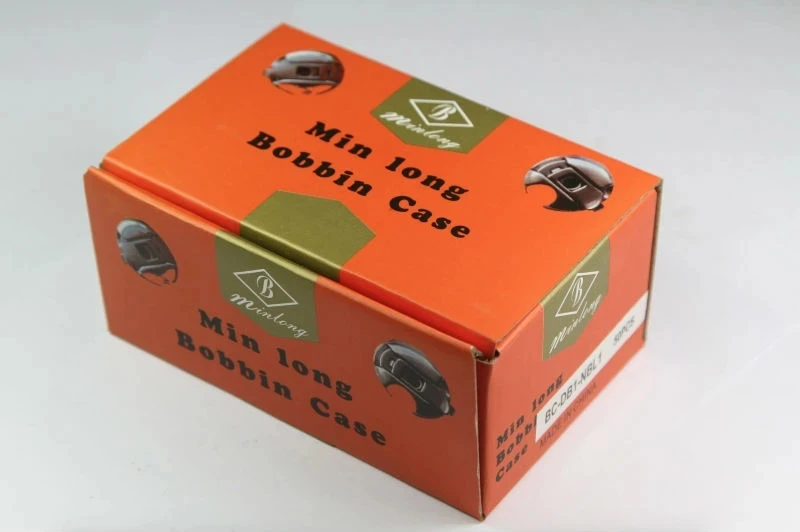 B
Minlong
Min long
Bobbin Case
B
Minlong
Min long
Bobbin Case
B
Minlong
BC-DB1-NBL1 50PCS
Min long
Bobbi
Case
MADE IN CHINA